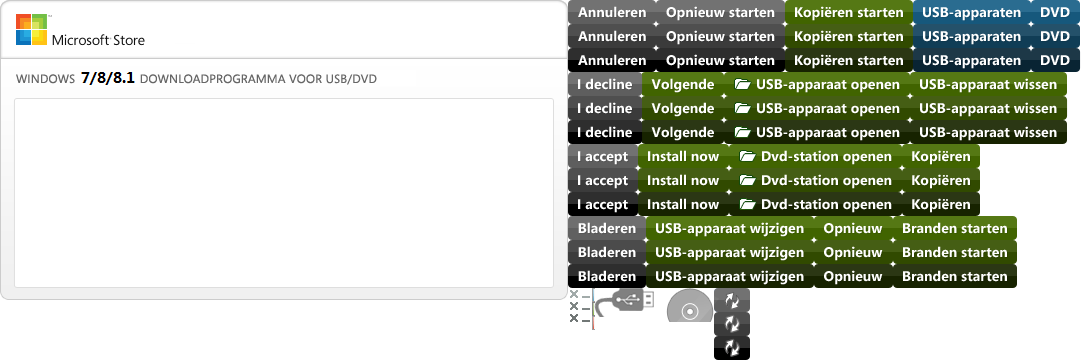 Microsoft Store
WINDOWS 7/8/8.1 DOWNLOADPROGRAMMA VOOR USB/DVD
Annuleren Opnieuw starten Kopiëren starten USB-apparaten DVD
Annuleren Opnieuw starten Kopiëren starten USB-apparaten DVD
Annuleren Opnieuw starten Kopiëren starten USB-apparaten DVD
I decline Volgende USB-apparaat openen USB-apparaat wissen
I decline Volgende USB-apparaat openen USB-apparaat wissen
I decline Volgende USB-apparaat openen USB-apparaat wissen
I accept Install now Dvd-station openen Kopiëren
I accept Install now Dvd-station openen Kopiëren
I accept Install now Dvd-station openen Kopiëren
Bladeren USB-apparaat wijzigen Opnieuw Branden starten
Bladeren USB-apparaat wijzigen Opnieuw Branden starten
Bladeren USB-apparaat wijzigen Opnieuw Branden starten